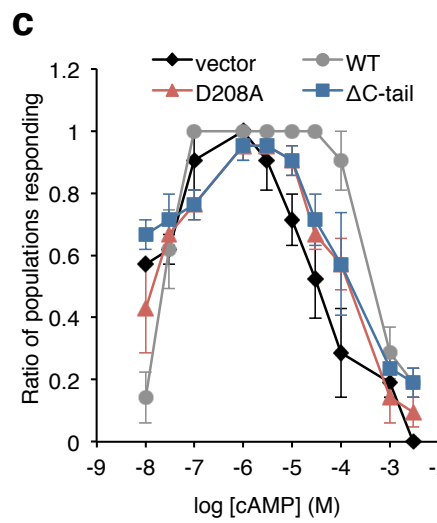 c
vector WT
D208A ΔC-tail
Ratio of populations responding
1.2
1
0.8
0.6
0.4
0.2
0
-9 -8 -7 -6 -5 -4 -3
log [cAMP] (M)